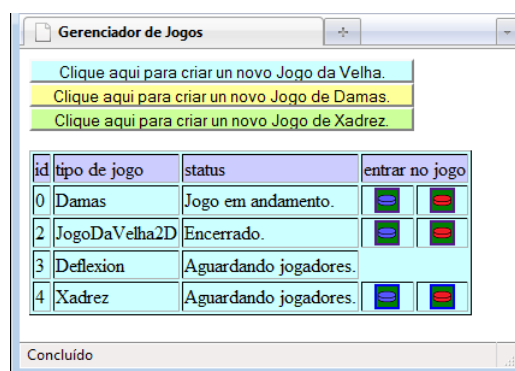 Gerenciador de Jogos
Clique aqui para criar un novo Jogo da Velha.
Clique aqui para criar un novo Jogo de Damas.
Clique aqui para criar un novo Jogo de Xadrez.
id tipo de jogo status entrar no jogo
0 Damas Jogo em andamento.
2 JogoDaVelha2D Encerrado.
3 Deflexion Aguardando jogadores.
4 Xadrez Aguardando jogadores.
Concluído